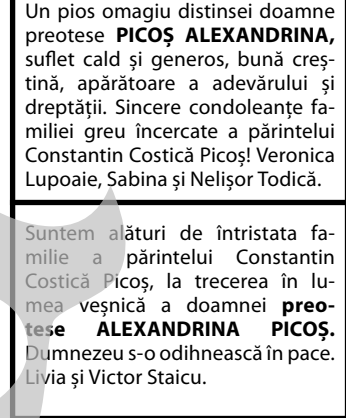 Un pios omagiu distinsei doamne
preotese PICOȘ ALEXANDRINA,
suflet cald și generos, bună creș-
tină, apărătoare a adevărului și
dreptății. Sincere condoleanțe fa-
miliei greu încercate a părintelui
Constantin Costică Picoș! Veronica
Lupoaie, Sabina și Nelișor Todică.
Suntem alături de întristata fa-
milie a părintelui Constantin
Costică Picoș, la trecerea în lu-
mea veșnică a doamnei preo-
tese ALEXANDRINA PICOȘ.
Dumnezeu s-o odihnească în pace.
Livia și Victor Staicu.